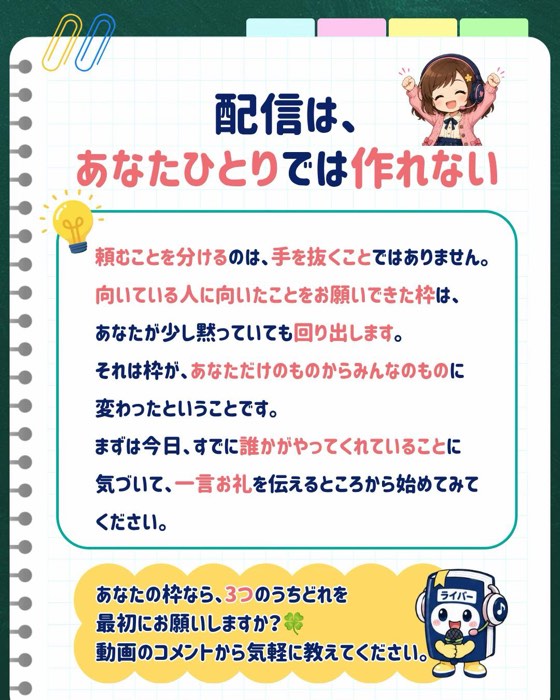 配信は、
あなたひとりでは作れない
頼むことを分けるのは、手を抜くことではありません。
向いている人に向いたことをお願いできた枠は、
あなたが少し黙っていても回り出します。
それは枠が、あなただけのものからみんなのものに
変わったということです。
まずは今日、すでに誰かがやってくれていることに
気づいて、一言お礼を伝えるところから始めてみて
ください。
あなたの枠なら、3つのうちどれを
最初にお願いしますか?🍀
動画のコメントから気軽に教えてください。
ライバー